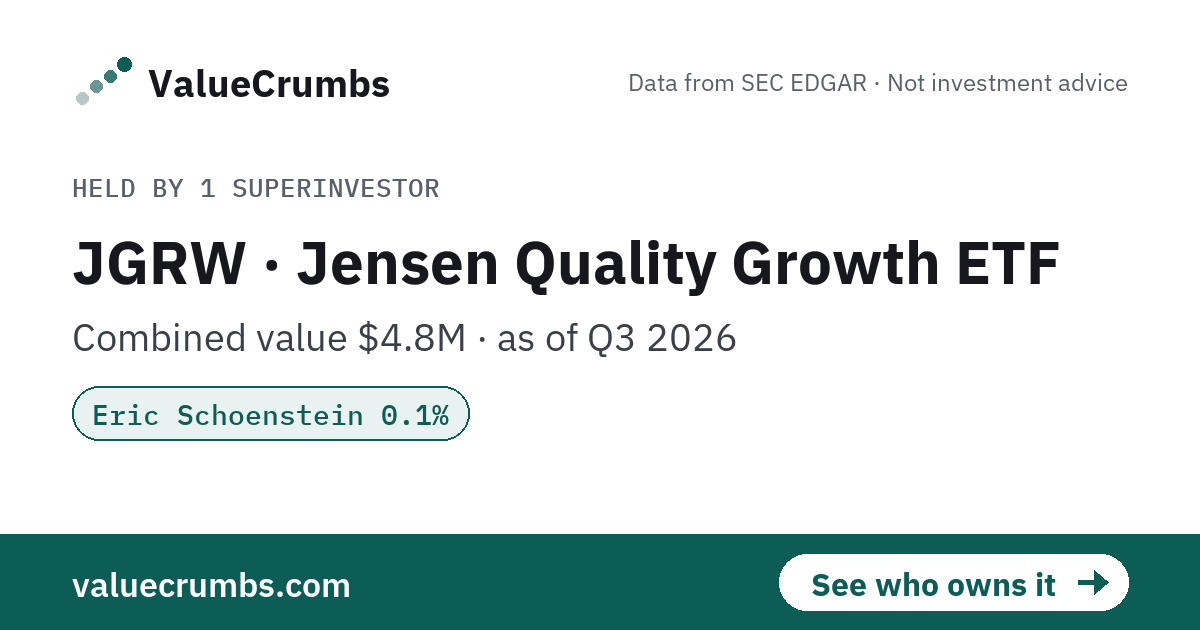 ValueCrumbs
Data from SEC EDGAR · Not investment advice
HELD BY 1 SUPERINVESTOR
JGRW · Jensen Quality Growth ETF
Combined value $4.8M · as of Q3 2026
Eric Schoenstein 0.1%
valuecrumbs.com
See who owns it →